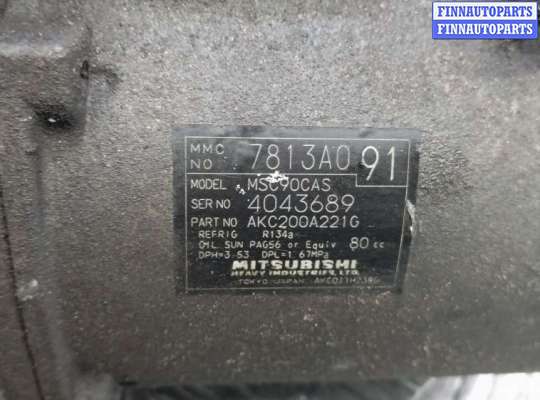 FINNAUTOPARTS
FINNAUTOPARTS
MMC NO 7813A0 91
MODEL MSC90CAS
SER NO 4043689
PART NO AKC200A221G
REFRIG R134a
OIL SUN PAG56 or Equiv 80 cc
DPH=3 53 DPL=1 67MPa
MITSUBISHI
HEAVY INDUSTRIES, LTD.
TOKYO JAPAN